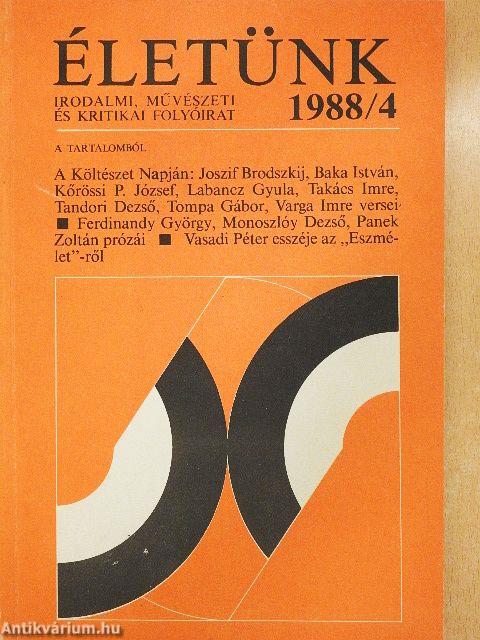 ÉLETÜNK
IRODALMI, MŰVÉSZETI
ÉS KRITIKAI FOLYÓIRAT
1988/4
A TARTALOMBÓL
A Költészet Napján: Joszif Brodszkij, Baka István,
Kőrössi P. József, Labancz Gyula, Takács Imre,
Tandori Dezső, Tompa Gábor, Varga Imre versei
■ Ferdinandy György, Monoszlóy Dezső, Panek
Zoltán prózái ■ Vasadi Péter esszéje az „Eszmé-
let”-ről
Antikvárium.hu